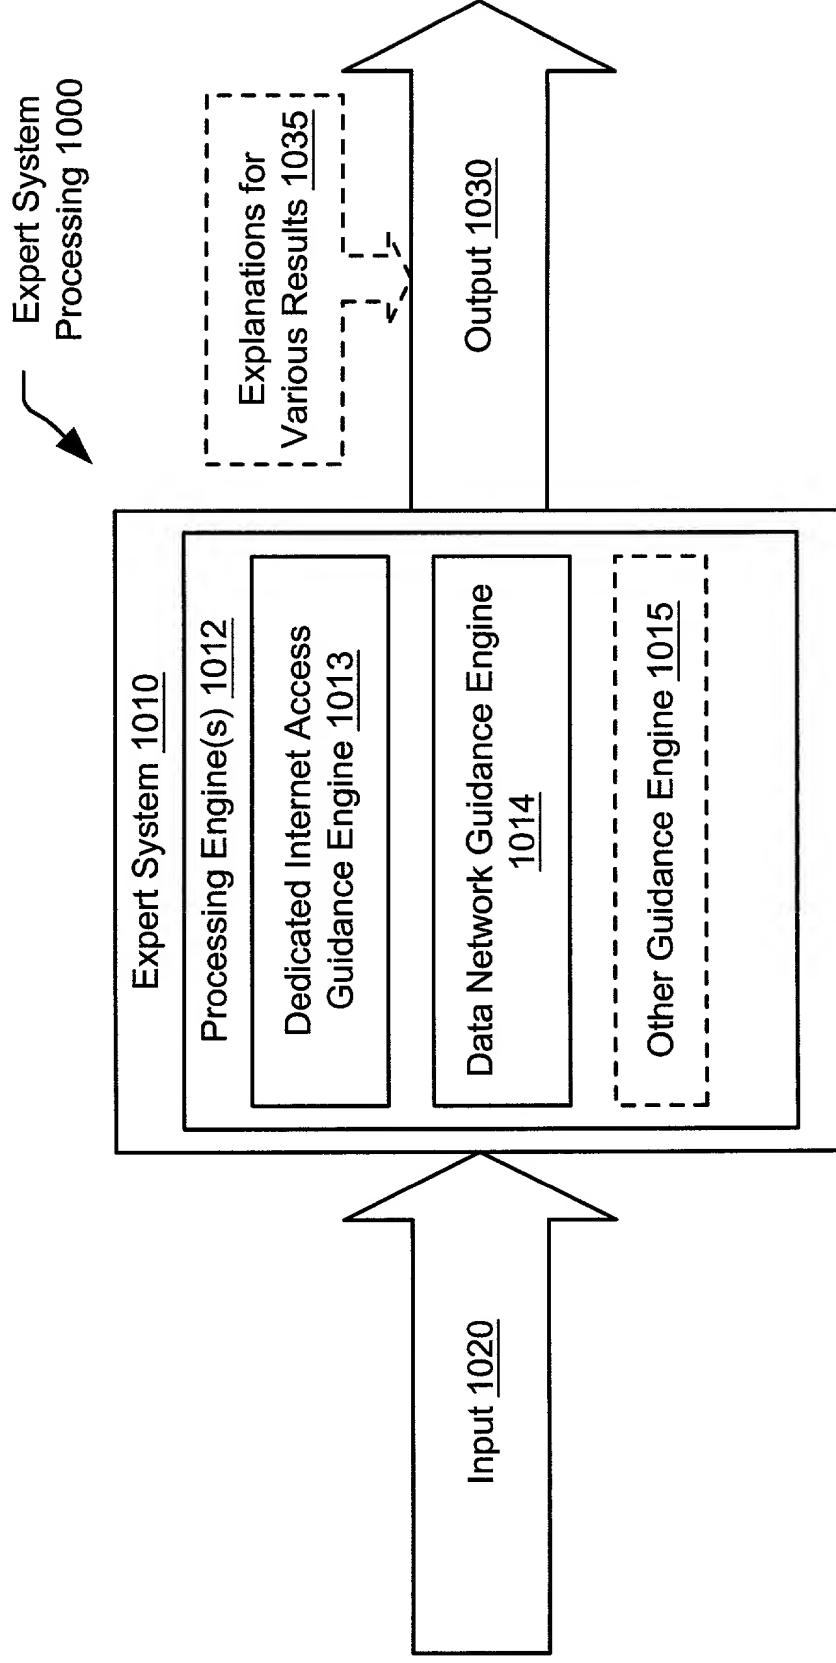 Expert System
Processing 1000
Explanations for
Various Results 1035
Output 1030
Expert System 1010
Processing Engine(s) 1012
Dedicated Internet Access
Guidance Engine 1013
Data Network Guidance Engine
1014
Other Guidance Engine 1015
Input 1020